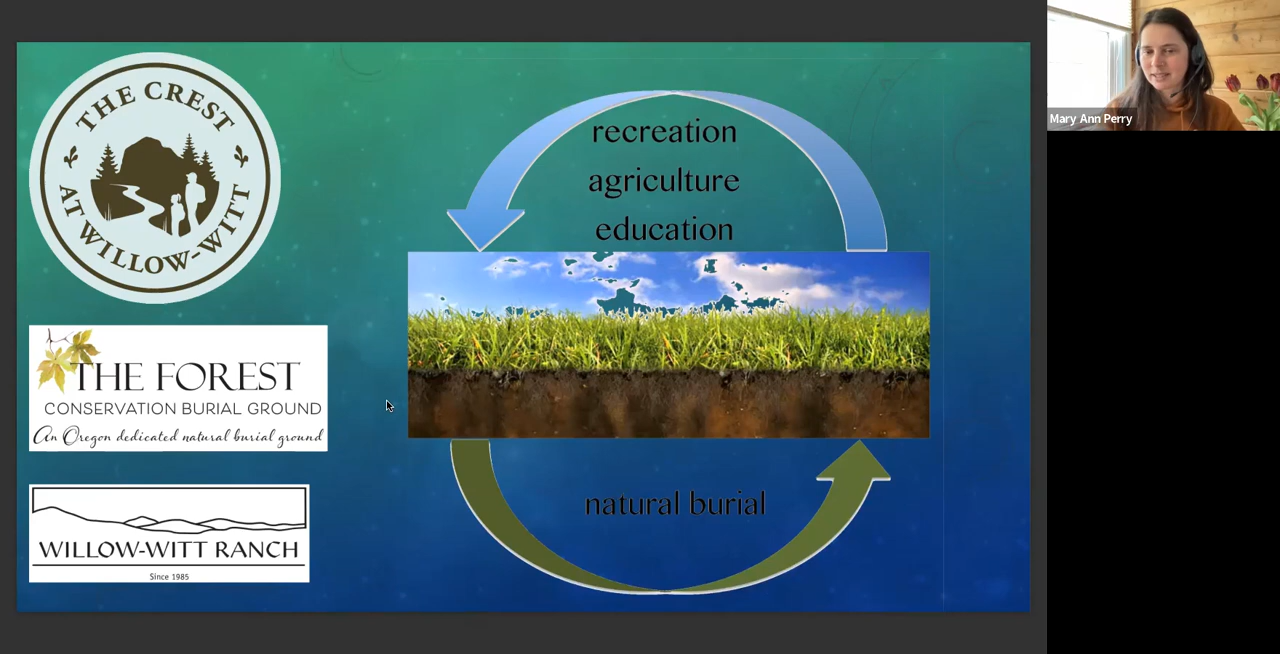 THE CREST
AT WILLOW-WITT
THE FOREST
CONSERVATION BURIAL GROUND
An Oregon dedicated natural burial ground
WILLOW-WITT RANCH
Since 1985
recreation
agriculture
education
natural burial
Mary Ann Perry